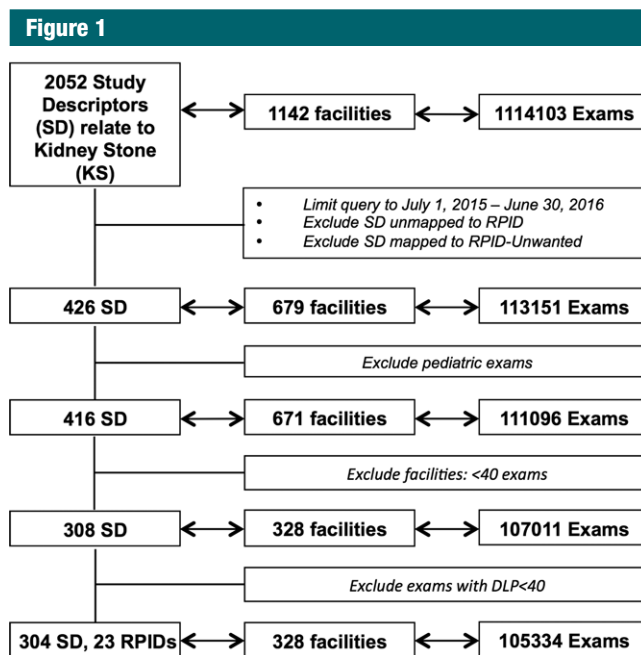 Figure 1
2052 Study
Descriptors
(SD) relate to
Kidney Stone
(KS)
1142 facilities
1114103 Exams
• Limit query to July 1, 2015 – June 30, 2016
• Exclude SD unmapped to RPID
• Exclude SD mapped to RPID-Unwanted
426 SD
679 facilities
113151 Exams
Exclude pediatric exams
416 SD
671 facilities
111096 Exams
Exclude facilities: <40 exams
308 SD
328 facilities
107011 Exams
Exclude exams with DLP<40
304 SD, 23 RPIDs
328 facilities
105334 Exams